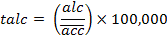 talc = (alc/acc) × 100,000